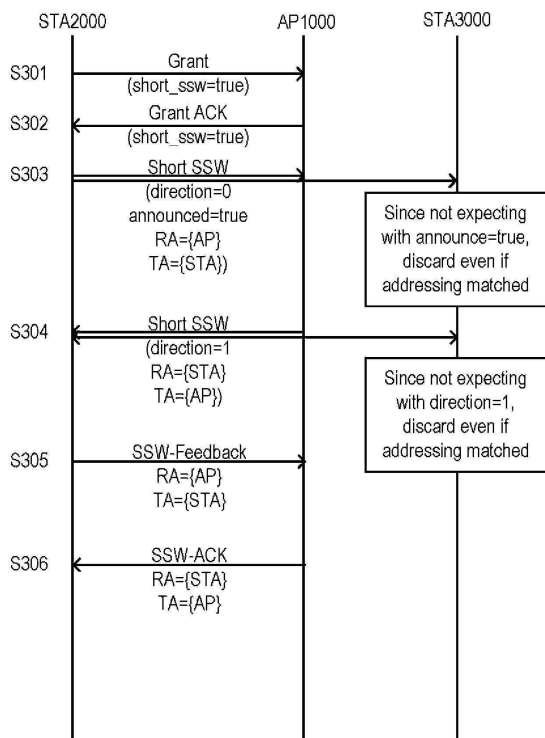 STA2000 AP1000 STA3000
S301 Grant
(short_ssw=true)
S302 Grant ACK
(short_ssw=true)
S303 Short SSW
(direction=0
announced=true
RA={AP}
TA={STA})
Since not expecting
with announce=true,
discard even if
addressing matched
S304 Short SSW
(direction=1
RA={STA}
TA={AP})
Since not expecting
with direction=1,
discard even if
addressing matched
S305 SSW-Feedback
RA={AP}
TA={STA}
S306 SSW-ACK
RA={STA}
TA={AP}